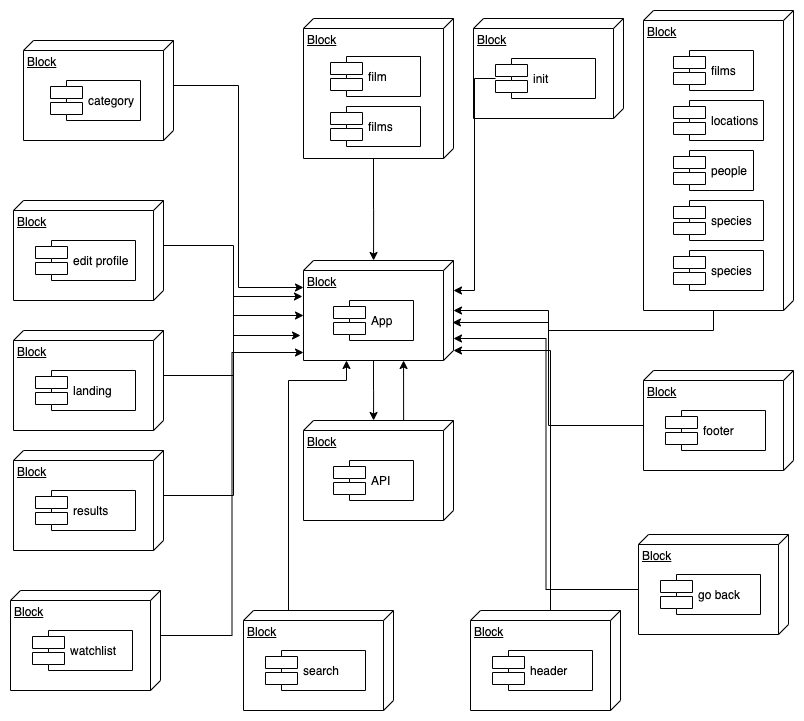 Block
category
Block
film
films
Block
init
Block
films
locations
people
species
species
Block
edit profile
Block
App
Block
landing
Block
footer
Block
results
Block
API
Block
go back
Block
watchlist
Block
search
Block
header